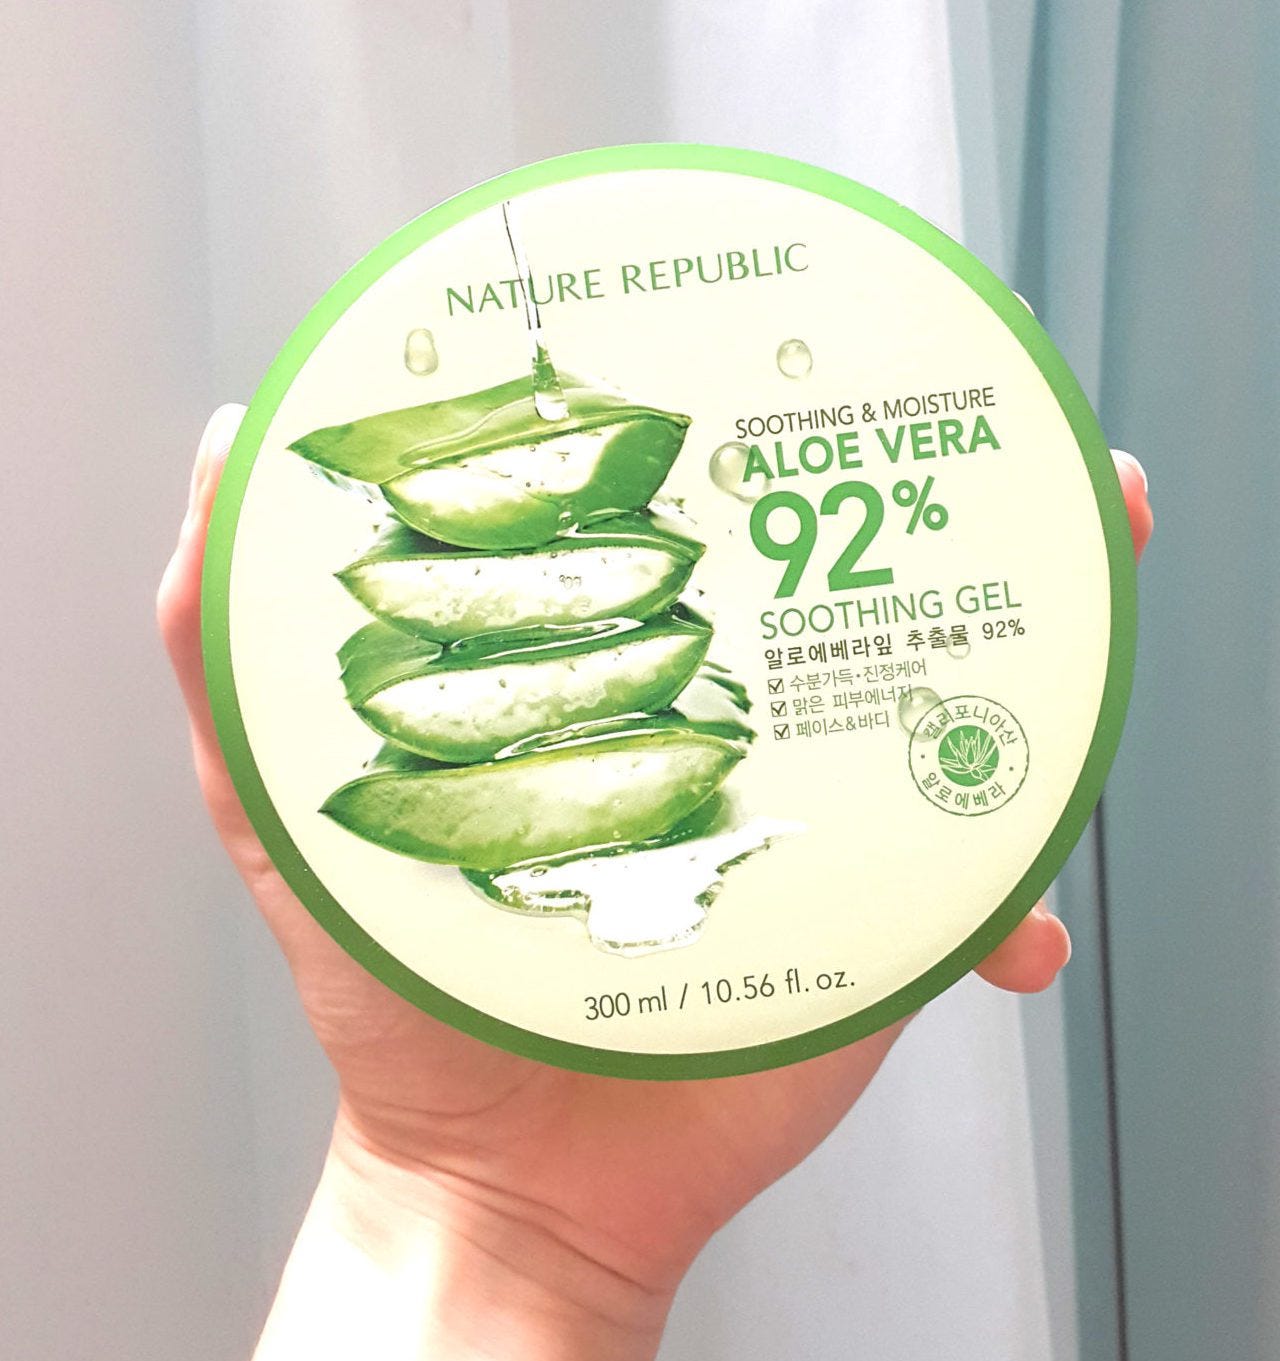 NATURE REPUBLIC
SOOTHING & MOISTURE
ALOE VERA
92%
SOOTHING GEL
알로에베라잎 추출물 92%
수분가득·진정케어
맑은 피부에너지
페이스&바디
캘리포니아산
알로에베라
300 ml / 10.56 fl. oz.